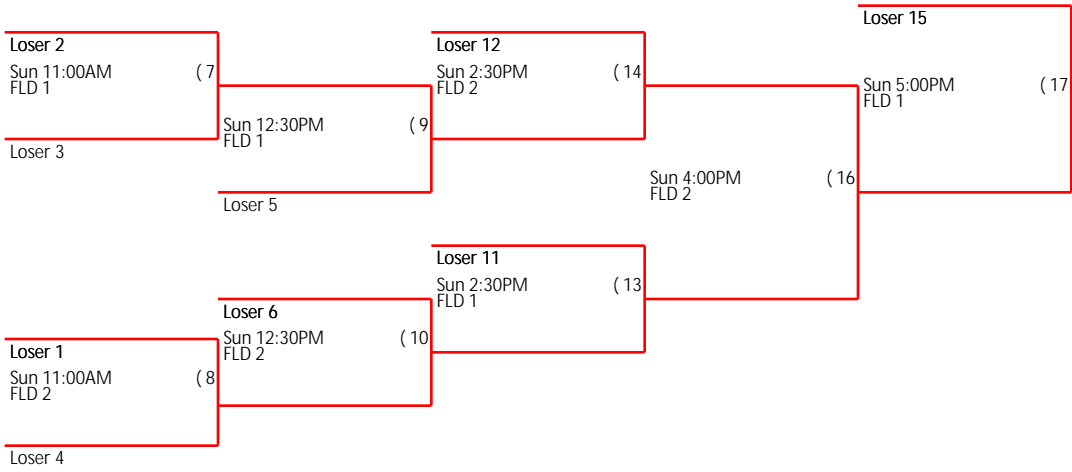 Loser 15
Loser 2
Loser 12
Sun 11:00AM ( 7
FLD 1
Sun 2:30PM ( 14
FLD 2
Sun 5:00PM ( 17
FLD 1
Sun 12:30PM ( 9
FLD 1
Loser 3
Sun 4:00PM ( 16
FLD 2
Loser 5
Loser 11
Sun 2:30PM ( 13
FLD 1
Loser 6
Sun 12:30PM ( 10
FLD 2
Loser 1
Sun 11:00AM ( 8
FLD 2
Loser 4